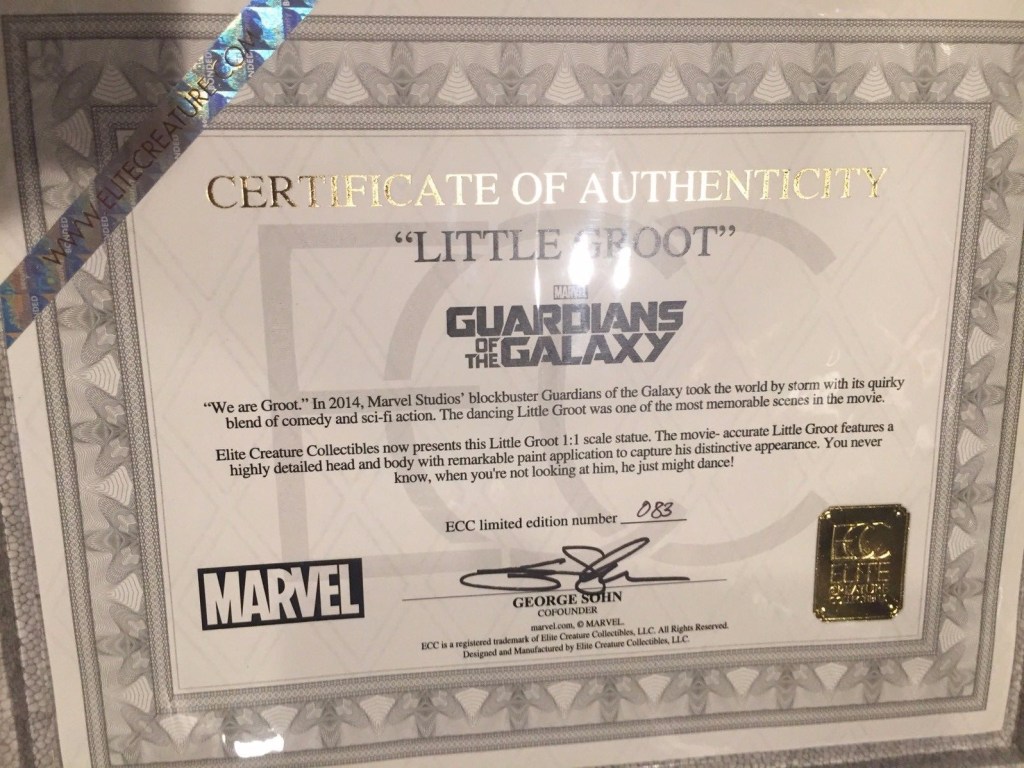 WWW.ELITECREATURE.COM
CERTIFICATE OF AUTHENTICITY
“LITTLE GROOT”
MARVEL
GUARDIANS
OF
THE GALAXY
“We are Groot.” In 2014, Marvel Studios’ blockbuster Guardians of the Galaxy took the world by storm with its quirky
blend of comedy and sci-fi action. The dancing Little Groot was one of the most memorable scenes in the movie.
Elite Creature Collectibles now presents this Little Groot 1:1 scale statue. The movie- accurate Little Groot features a
highly detailed head and body with remarkable paint application to capture his distinctive appearance. You never
know, when you're not looking at him, he just might dance!
ECC limited edition number 083
MARVEL
GEORGE SOHN
COFOUNDER
marvel.com, © MARVEL.
ECC is a registered trademark of Elite Creature Collectibles, LLC. All Rights Reserved.
Designed and Manufactured by Elite Creature Collectibles, LLC.
ECC
ELITE
CREATURE